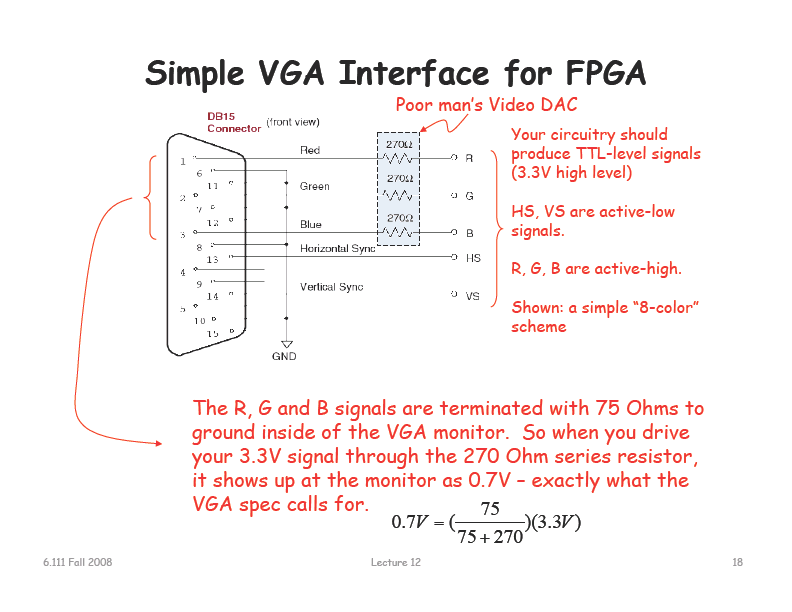 Simple VGA Interface for FPGA
Poor man's Video DAC
DB15
Connector (front view)
Your circuitry should
produce TTL-level signals
(3.3V high level)
HS, VS are active-low
signals.
R, G, B are active-high.
Shown: a simple "8-color"
scheme
Red
270Ω
R
1
6
11
270Ω
Green
2
G
7
12
270Ω
Blue
3
B
8
Horizontal Sync
13
HS
4
9
Vertical Sync
14
VS
5
10
15
GND
The R, G and B signals are terminated with 75 Ohms to
ground inside of the VGA monitor. So when you drive
your 3.3V signal through the 270 Ohm series resistor,
it shows up at the monitor as 0.7V – exactly what the
VGA spec calls for.
0.7V = (75 / 75 + 270)(3.3V)
6.111 Fall 2008
Lecture 12
18